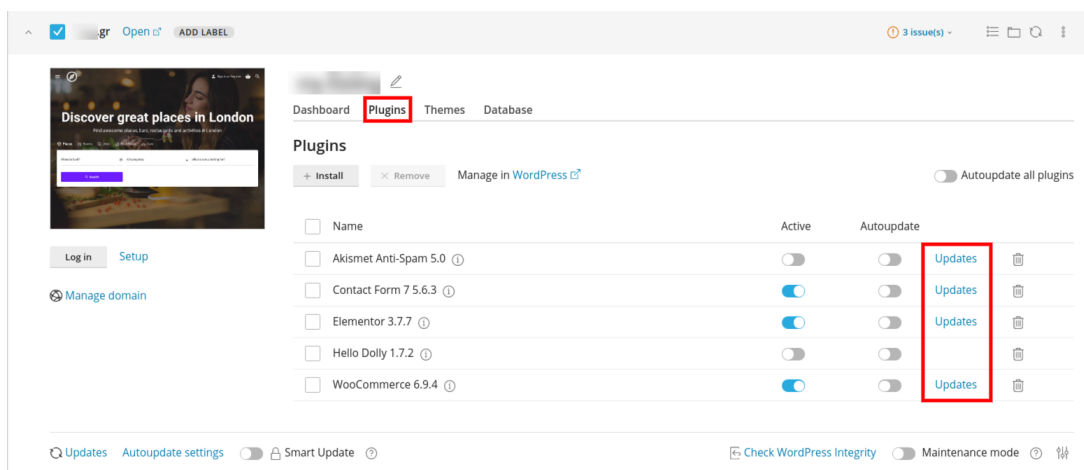 .gr Open ADD LABEL 3 issue(s)
Discover great places in London
Dashboard Plugins Themes Database
Plugins
+ Install × Remove Manage in WordPress Autoupdate all plugins
Name Active Autoupdate
Akismet Anti-Spam 5.0 Updates
Contact Form 7 5.6.3 Updates
Elementor 3.7.7 Updates
Hello Dolly 1.7.2
WooCommerce 6.9.4 Updates
Log in Setup
Manage domain
Updates Autoupdate settings Smart Update Check WordPress Integrity Maintenance mode